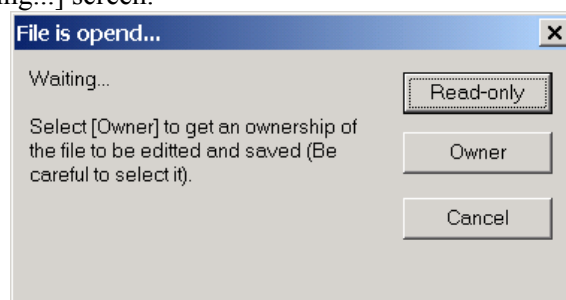 ing...] screen.
File is opend...
Waiting...
Read-only
Select [Owner] to get an ownership of
the file to be editted and saved (Be
careful to select it).
Owner
Cancel